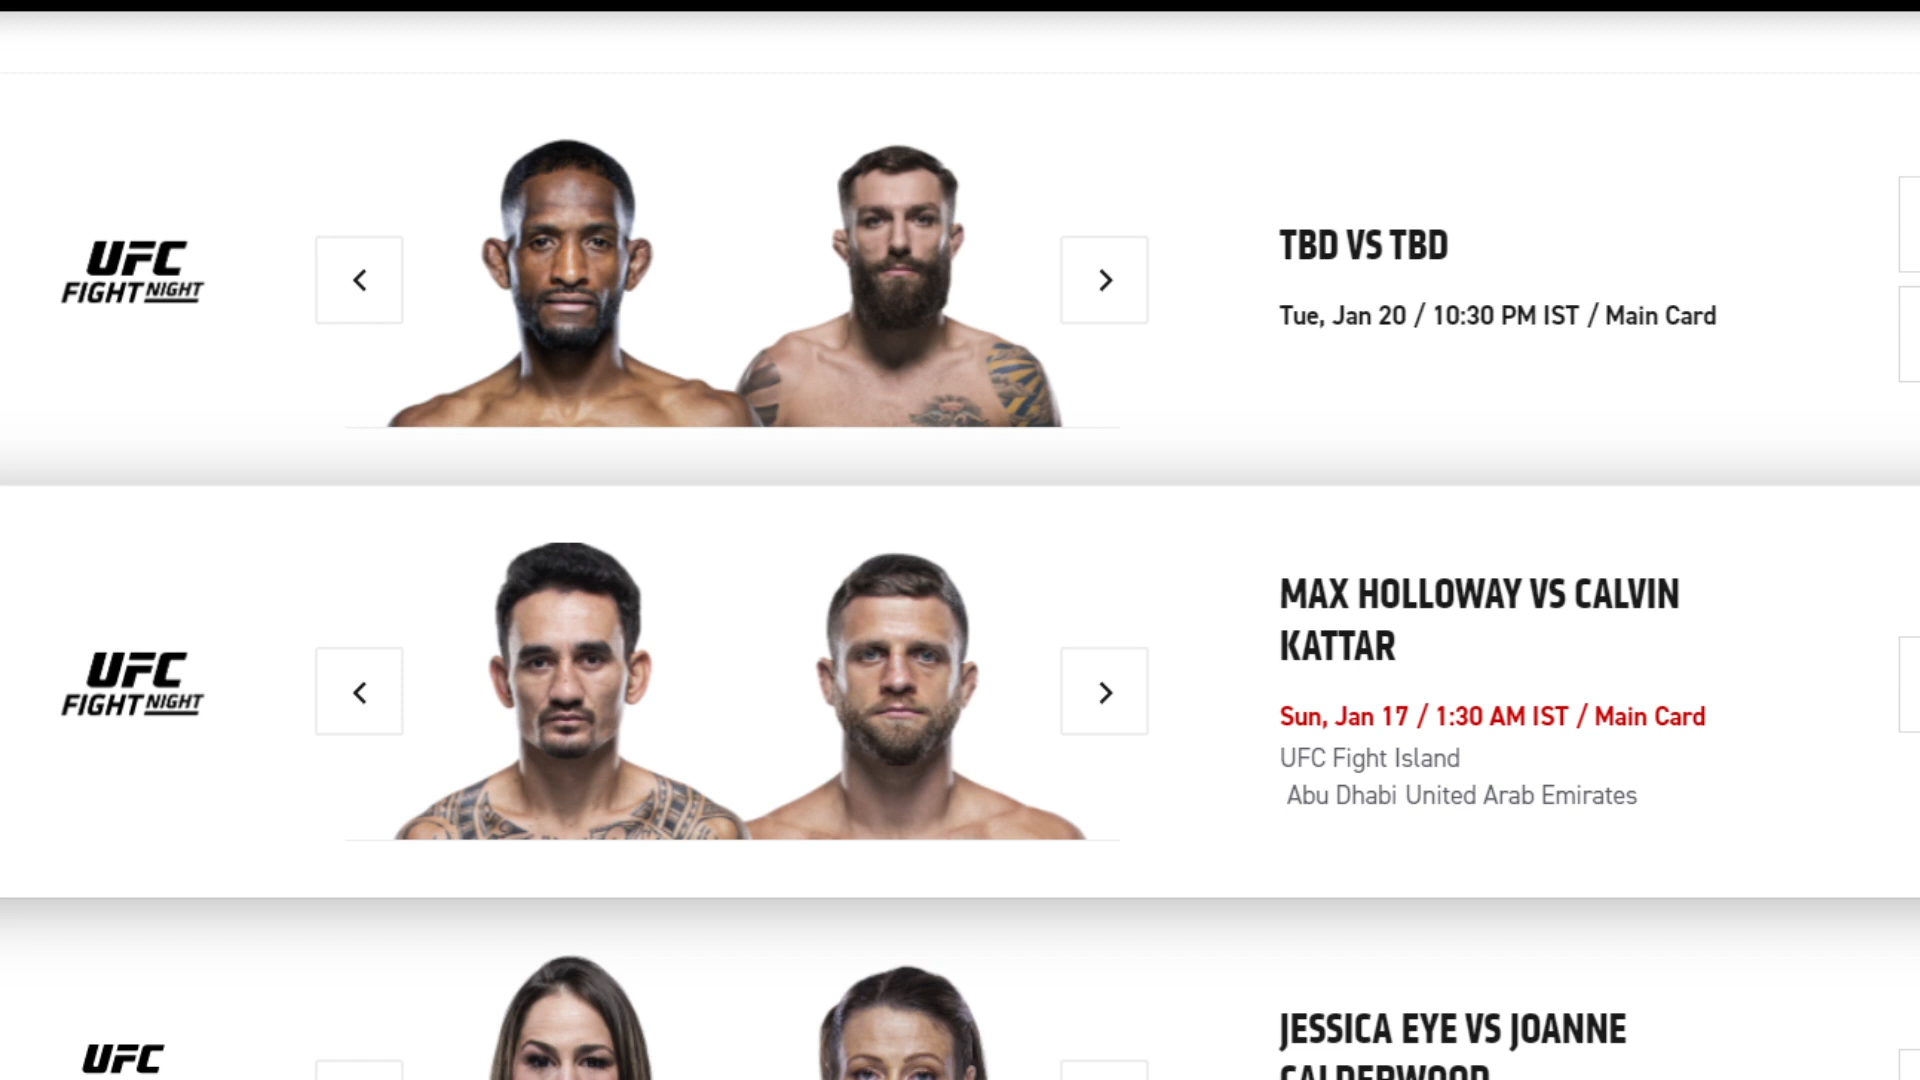 UFC
FIGHT NIGHT
TBD VS TBD
Tue, Jan 20 / 10:30 PM IST / Main Card
UFC
FIGHT NIGHT
MAX HOLLOWAY VS CALVIN
KATTAR
Sun, Jan 17 / 1:30 AM IST / Main Card
UFC Fight Island
Abu Dhabi United Arab Emirates
UFC
JESSICA EYE VS JOANNE
CALDERWOOD